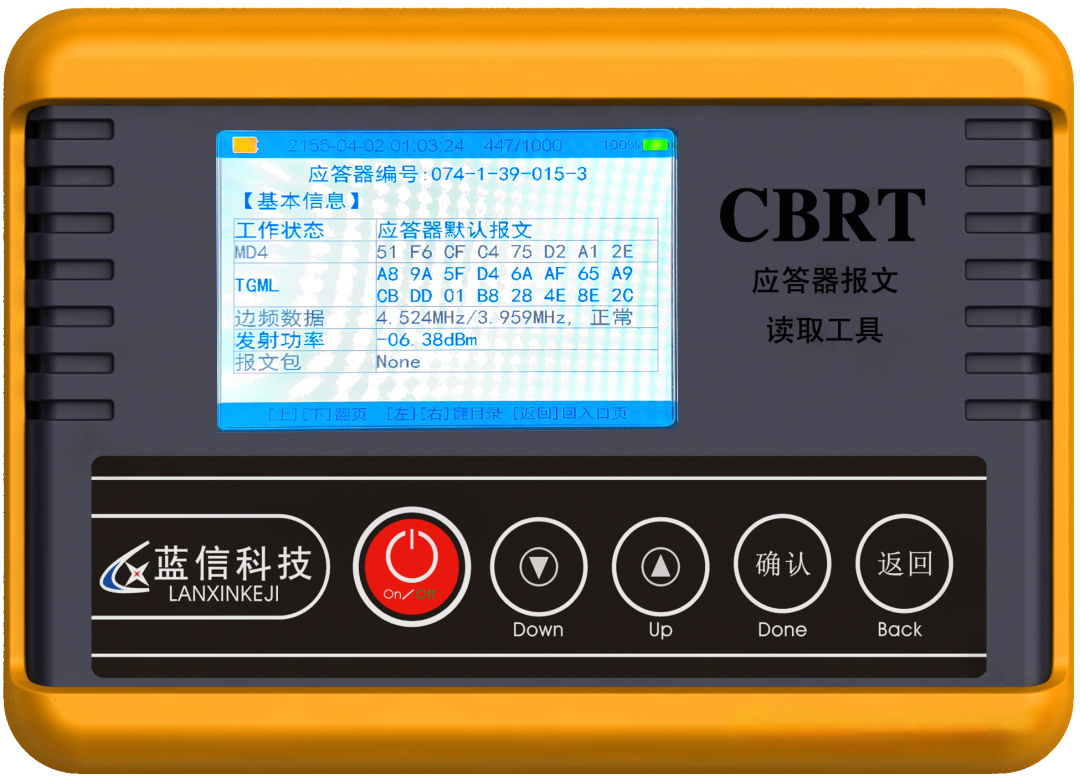 2155-04-02 01:03:24 447/1000 100%
应答器编号:074-1-39-015-3
【基本信息】
工作状态 应答器默认报文
MD4 51 F6 CF C4 75 D2 A1 2E
TGML A8 9A 5F D4 6A AF 65 A9
CB DD 01 B8 28 4E 8E 2C
边频数据 4.524MHz/3.959MHz, 正常
发射功率 -06.38dBm
报文包 None
[上][下]翻页 [左][右]翻目录 [返回]回入口页
CBRT
应答器报文
读取工具
蓝信科技
LANXINKEJI
On/Off
Down
Up
确认
Done
返回
Back